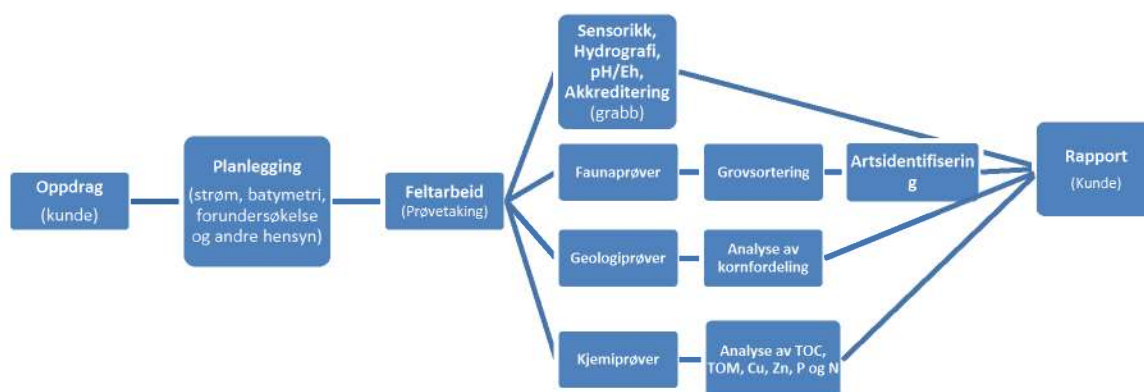 Oppdrag
(kunde)
Planlegging
(strøm, batymetri,
forundersøkelse
og andre hensyn)
Feltarbeid
(Prøvetaking)
Sensorikk,
Hydrografi,
pH/Eh,
Akkreditering
(grabb)
Faunaprøver
Grovsortering
Artsidentifiserin
g
Geologiprøver
Analyse av
kornfordeling
Kjemiprøver
Analyse av TOC,
TOM, Cu, Zn, P og N
Rapport
(Kunde)